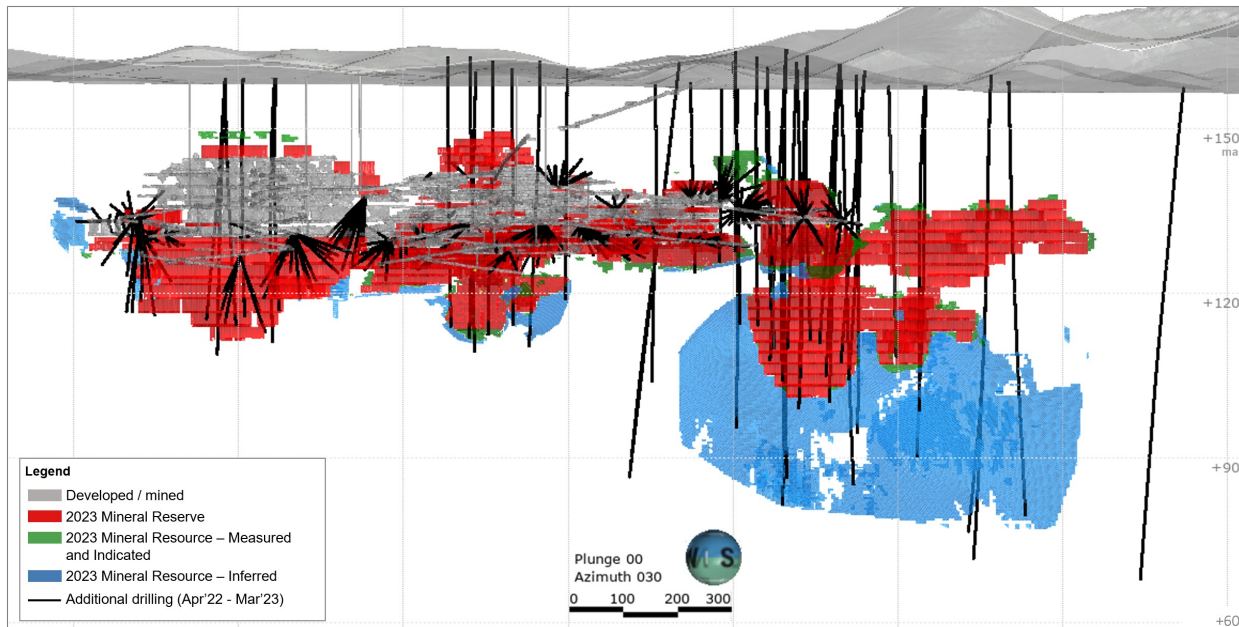 +150
ma
+120
+90
+60
Legend
Developed / mined
2023 Mineral Reserve
2023 Mineral Resource – Measured
and Indicated
2023 Mineral Resource – Inferred
Additional drilling (Apr'22 - Mar'23)
Plunge 00
Azimuth 030
W S
0 100 200 300